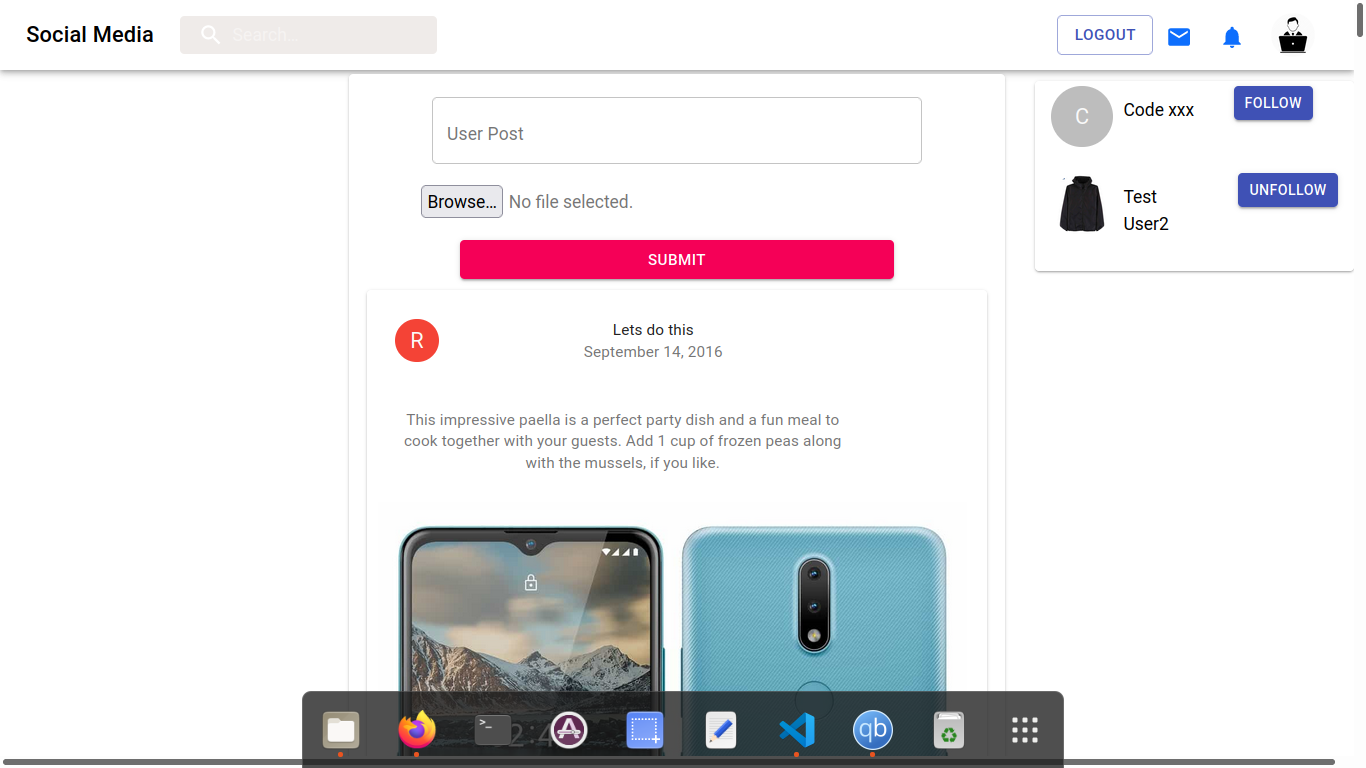 Social Media
Search…
LOGOUT
User Post
Browse…
No file selected.
SUBMIT
C
Code xxx
FOLLOW
Test
User2
UNFOLLOW
R
Lets do this
September 14, 2016
This impressive paella is a perfect party dish and a fun meal to
cook together with your guests. Add 1 cup of frozen peas along
with the mussels, if you like.
>_
qb